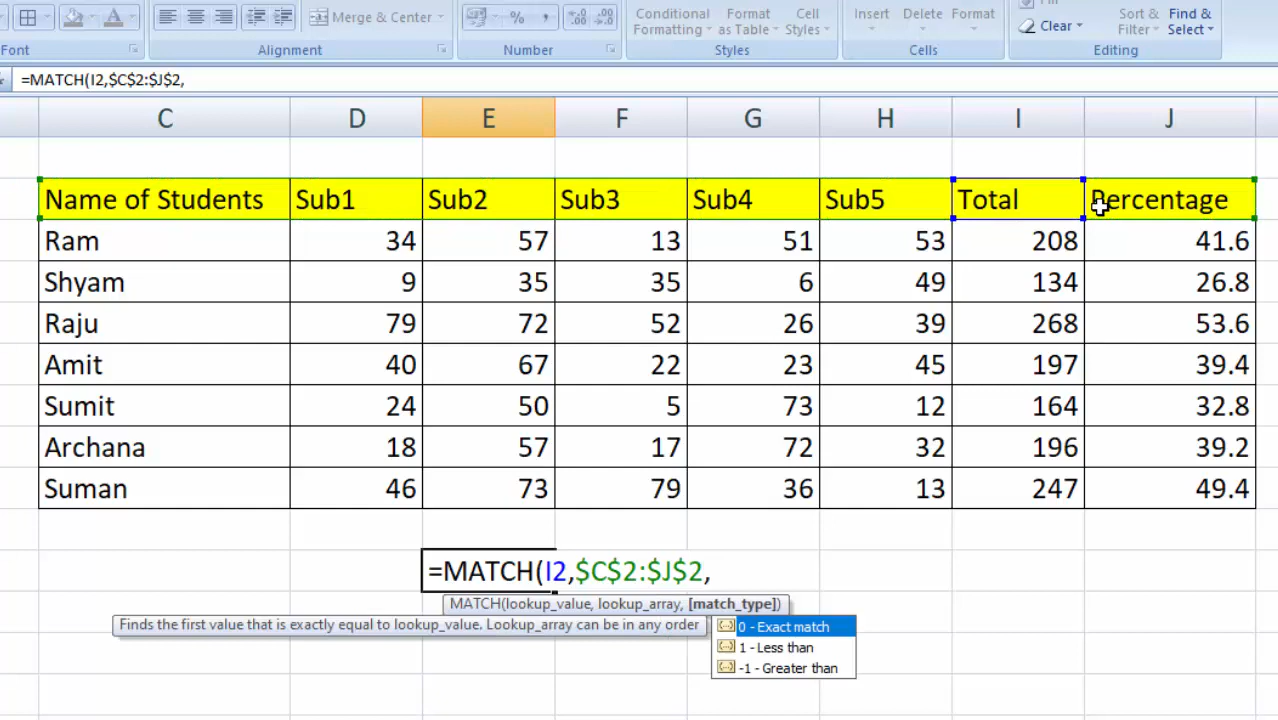 Merge & Center
%
,
Conditional Formatting
Format as Table
Cell Styles
Insert
Delete
Format
Clear
Sort & Filter
Find & Select
Font
Alignment
Number
Styles
Cells
Editing
=MATCH(I2,$C$2:$J$2,
C D E F G H I J
Name of Students Sub1 Sub2 Sub3 Sub4 Sub5 Total Percentage
Ram 34 57 13 51 53 208 41.6
Shyam 9 35 35 6 49 134 26.8
Raju 79 72 52 26 39 268 53.6
Amit 40 67 22 23 45 197 39.4
Sumit 24 50 5 73 12 164 32.8
Archana 18 57 17 72 32 196 39.2
Suman 46 73 79 36 13 247 49.4
=MATCH(I2,$C$2:$J$2,
MATCH(lookup_value, lookup_array, [match_type])
Finds the first value that is exactly equal to lookup_value. Lookup_array can be in any order
0 - Exact match
1 - Less than
-1 - Greater than